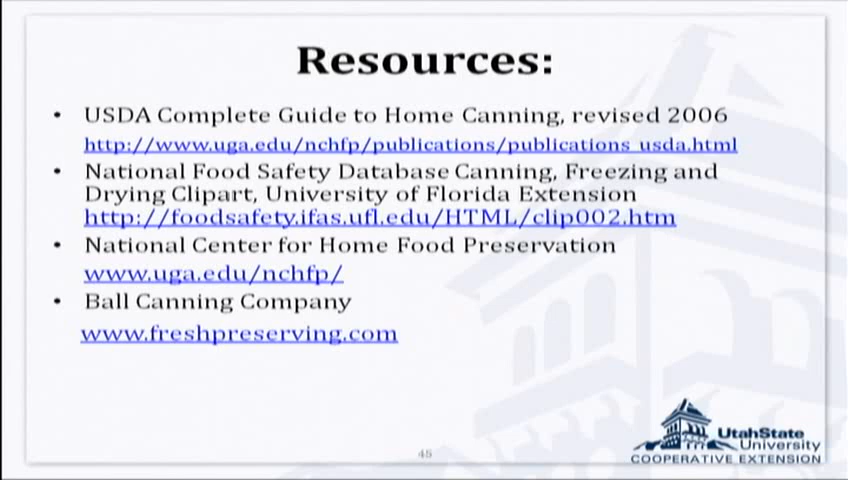 Resources:
• USDA Complete Guide to Home Canning, revised 2006
http://www.uga.edu/nchfp/publications/publications_usda.html
• National Food Safety Database Canning, Freezing and
Drying Clipart, University of Florida Extension
http://foodsafety.ifas.ufl.edu/HTML/clip002.htm
• National Center for Home Food Preservation
www.uga.edu/nchfp/
• Ball Canning Company
www.freshpreserving.com
45
UtahState
University
COOPERATIVE EXTENSION